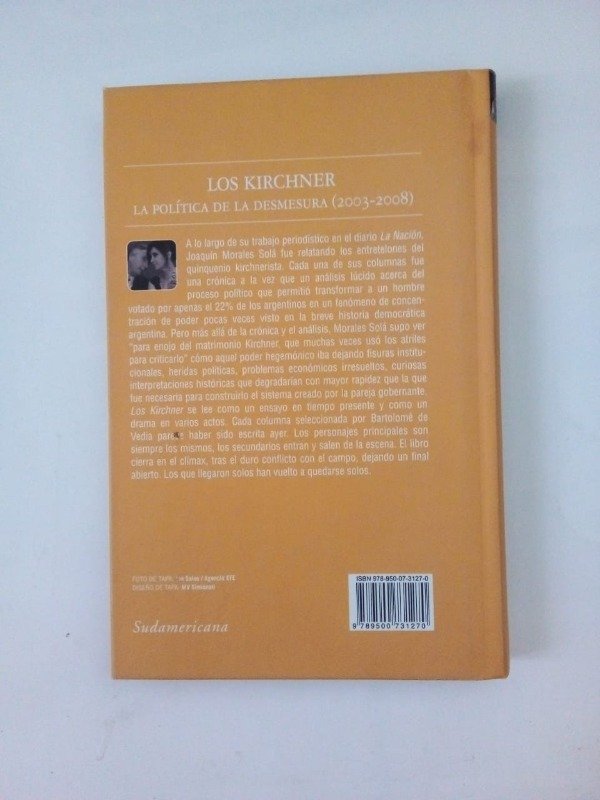 LOS KIRCHNER
LA POLÍTICA DE LA DESMESURA (2003-2008)
A lo largo de su trabajo periodístico en el diario La Nación,
Joaquín Morales Solá fue relatando los entretelones del
quinquenio kirchnerista. Cada una de sus columnas fue
una crónica a la vez que un análisis lúcido acerca del
proceso político que permitió transformar a un hombre
votado por apenas el 22% de los argentinos en un fenómeno de concen-
tración de poder pocas veces visto en la breve historia democrática
argentina. Pero más allá de la crónica y el análisis, Morales Solá supo ver
"para enojo del matrimonio Kirchner, que muchas veces usó los atriles
para criticarlo" cómo aquel poder hegemónico iba dejando fisuras institu-
cionales, heridas políticas, problemas económicos irresueltos, curiosas
interpretaciones históricas que degradarían con mayor rapidez que la que
fue necesaria para construirlo el sistema creado por la pareja gobernante.
Los Kirchner se lee como un ensayo en tiempo presente y como un
drama en varios actos. Cada columna seleccionada por Bartolomé de
Vedia haber sido escrita ayer. Los personajes principales son
siempre los mismos, los secundarios entran y salen de la escena. El libro
cierra en el clímax, tras el duro conflicto con el campo, dejando un final
abierto. Los que llegaron solos han vuelto a quedarse solos.
FOTO DE TAPA: Salas / Agencia EFE
DISEÑO DE TAPA: MV Simonon
Sudamericana
ISBN 978-950-07-3127-0
9 789500 731270